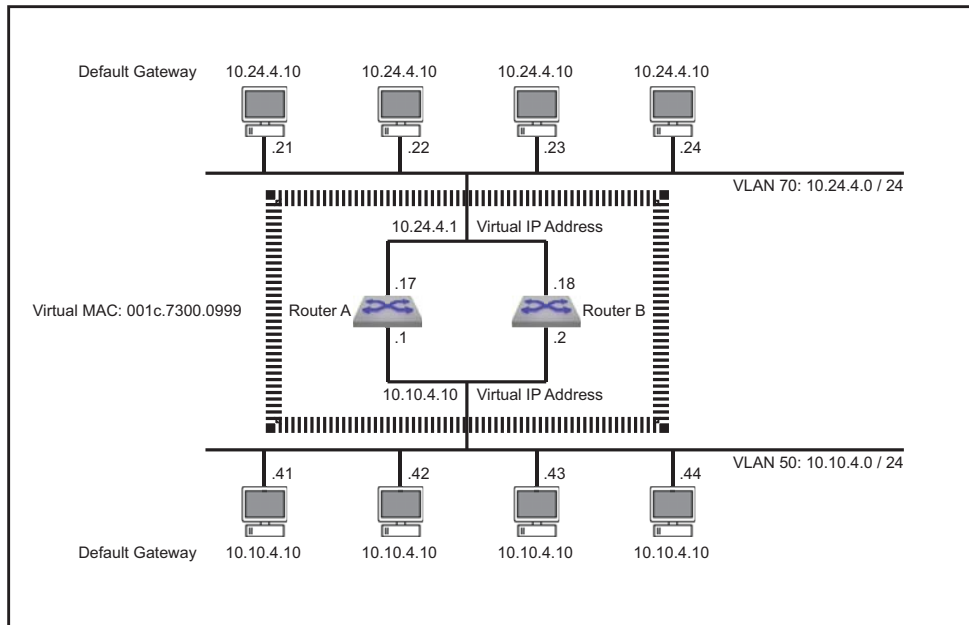 Default Gateway 10.24.4.10 10.24.4.10 10.24.4.10 10.24.4.10
.21 .22 .23 .24
VLAN 70: 10.24.4.0 / 24
10.24.4.1 Virtual IP Address
.17 .18
Virtual MAC: 001c.7300.0999 Router A Router B
.1 .2
10.10.4.10 Virtual IP Address
VLAN 50: 10.10.4.0 / 24
.41 .42 .43 .44
Default Gateway 10.10.4.10 10.10.4.10 10.10.4.10 10.10.4.10